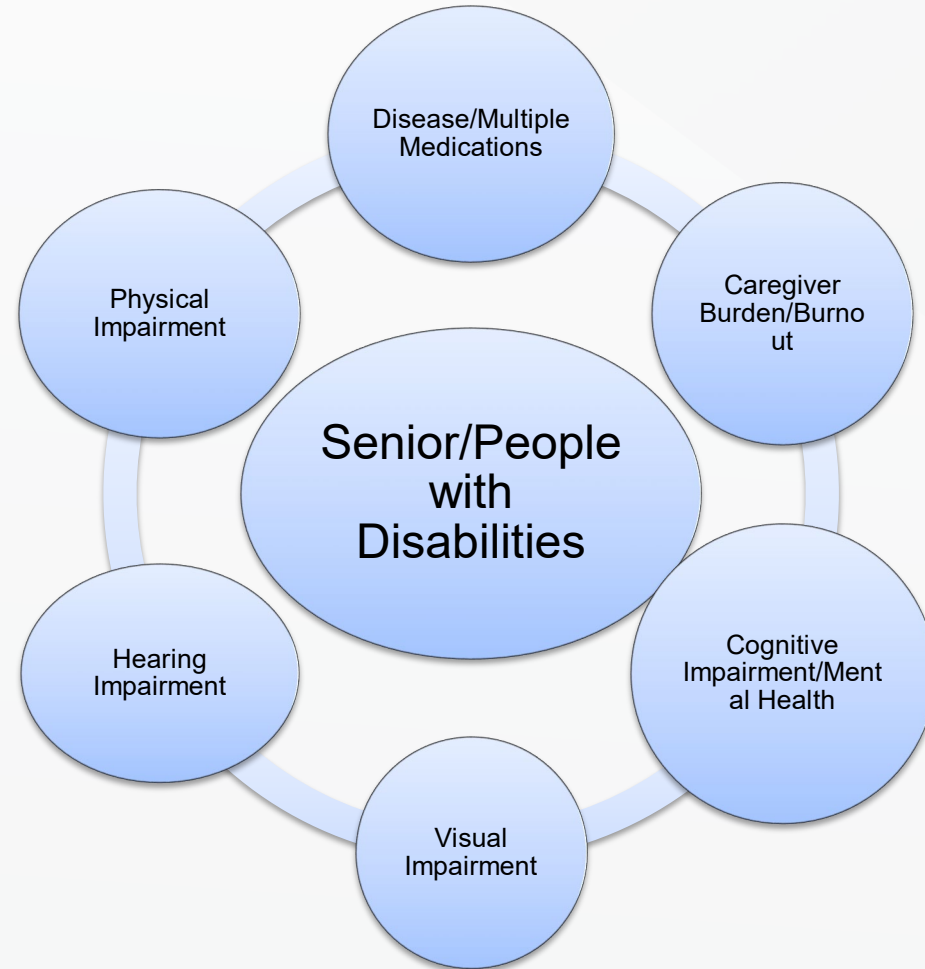 Disease/Multiple
Medications
Caregiver
Burden/Burno
ut
Cognitive
Impairment/Ment
al Health
Visual
Impairment
Hearing
Impairment
Physical
Impairment
Senior/People
with
Disabilities